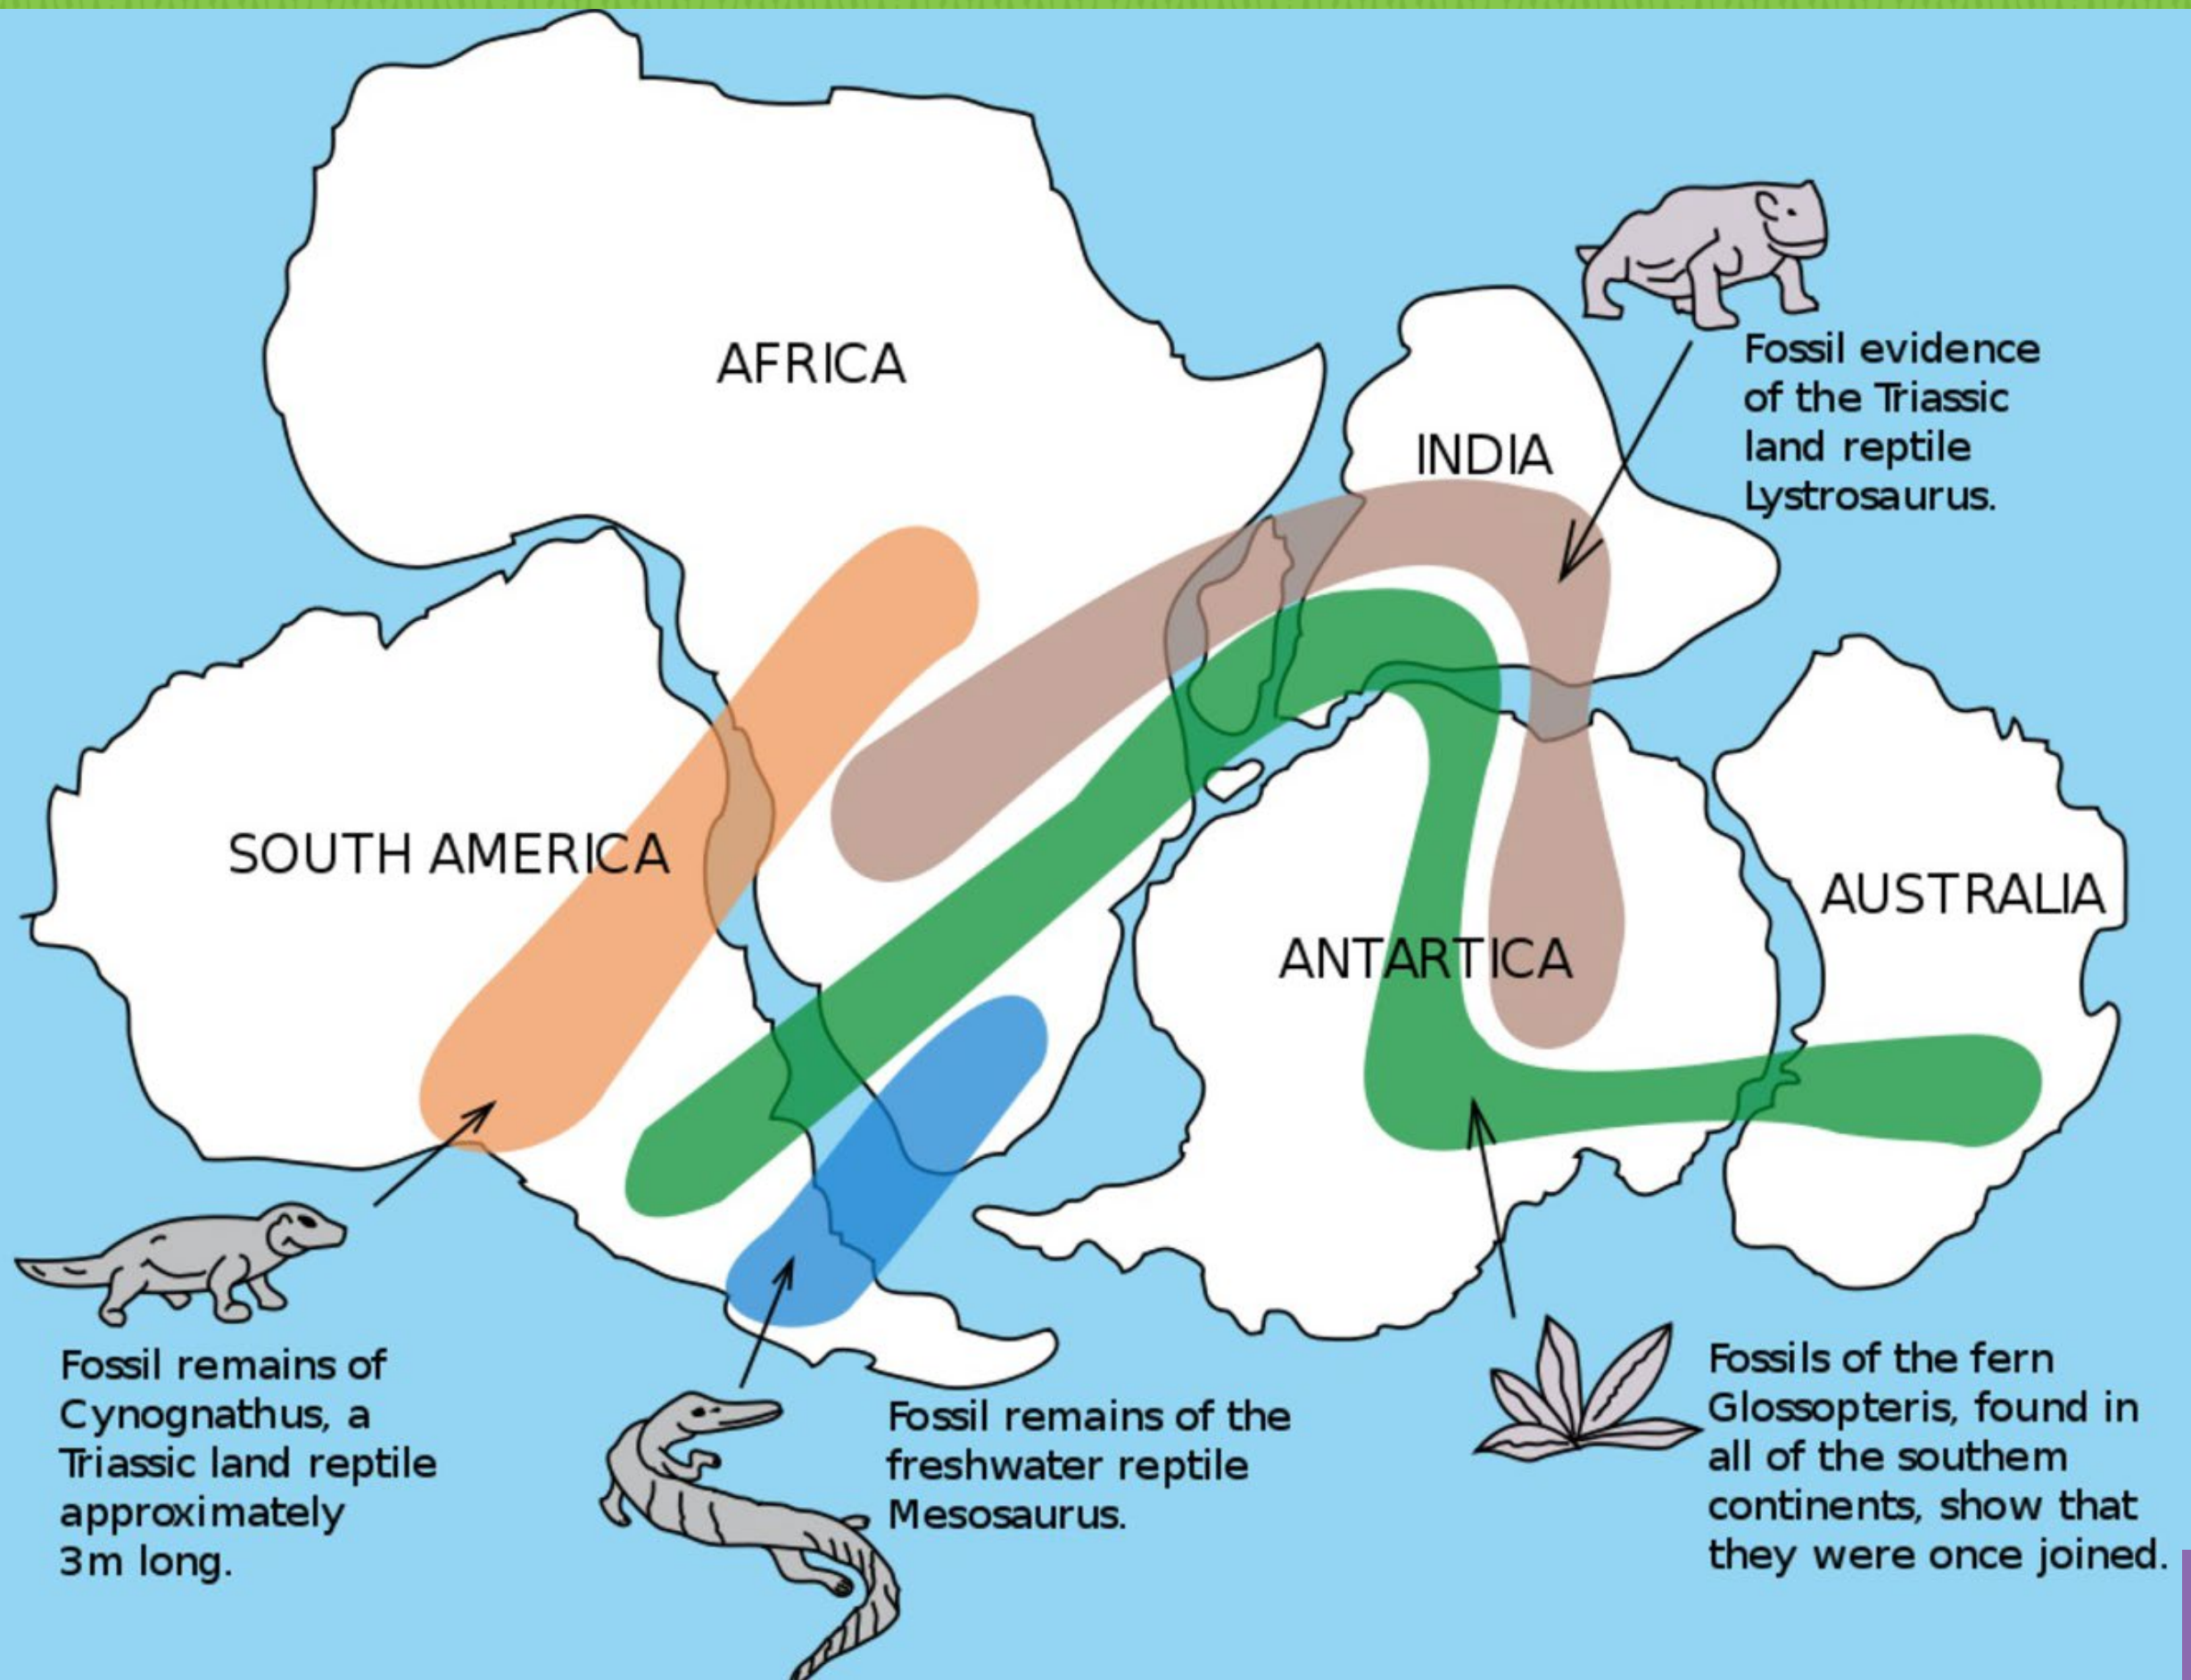 AFRICA
INDIA
Fossil evidence
of the Triassic
land reptile
Lystrosaurus.
SOUTH AMERICA
AUSTRALIA
ANTARTICA
Fossil remains of
Cynognathus, a
Triassic land reptile
approximately
3m long.
Fossil remains of the
freshwater reptile
Mesosaurus.
Fossils of the fern
Glossopteris, found in
all of the southem
continents, show that
they were once joined.